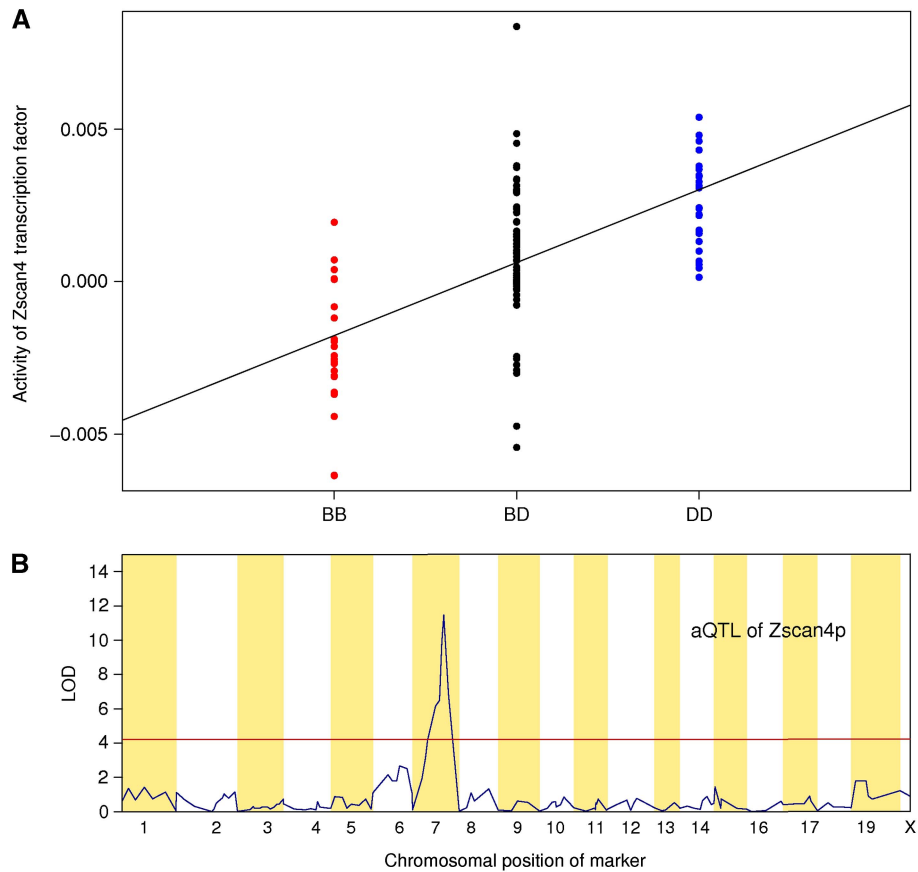 A
Activity of Zscan4 transcription factor
0.005
0.000
−0.005
BB BD DD
B
LOD
14
12
10
8
6
4
2
0
aQTL of Zscan4p
1 2 3 4 5 6 7 8 9 10 11 12 13 14 16 17 19 X
Chromosomal position of marker